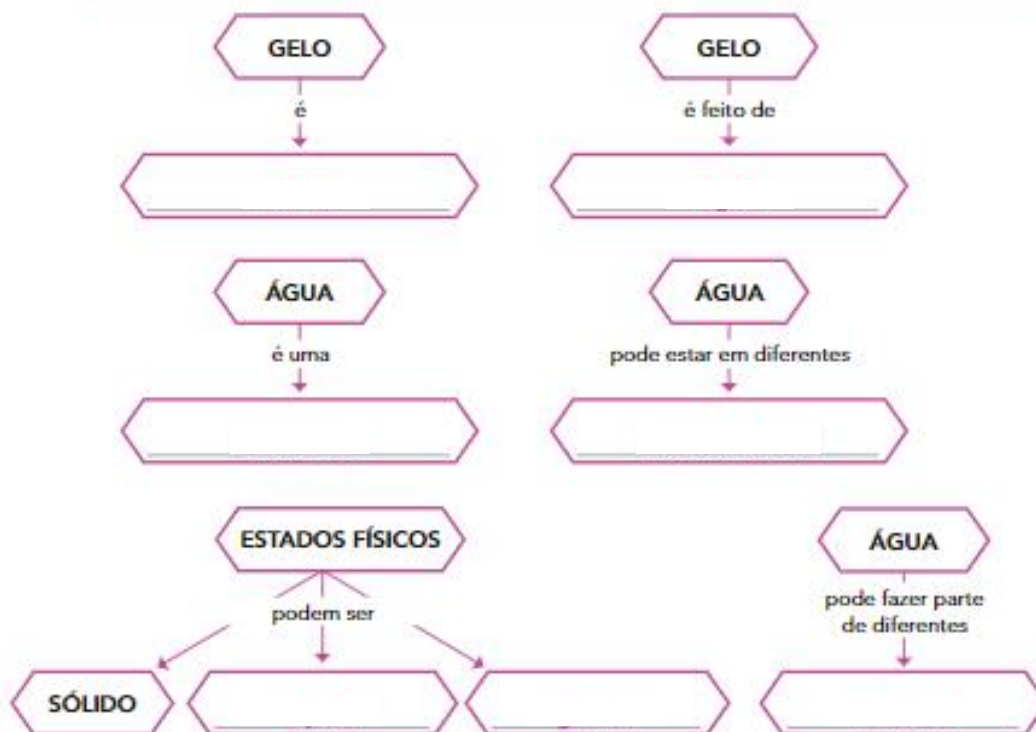 GELO
GELO
é
é feito de
ÁGUA
ÁGUA
é uma
pode estar em diferentes
ESTADOS FÍSICOS
ÁGUA
podem ser
pode fazer parte
de diferentes
SÓLIDO